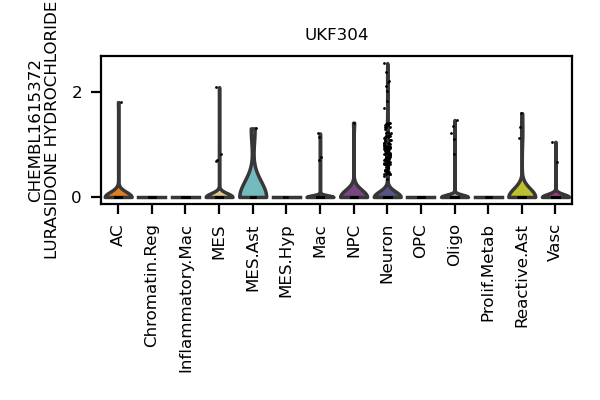 UKF304
CHEMBL1615372
LURASIDONE HYDROCHLORIDE
2
0
AC
Chromatin.Reg
Inflammatory.Mac
MES
MES.Ast
MES.Hyp
Mac
NPC
Neuron
OPC
Oligo
Prolif.Metab
Reactive.Ast
Vasc